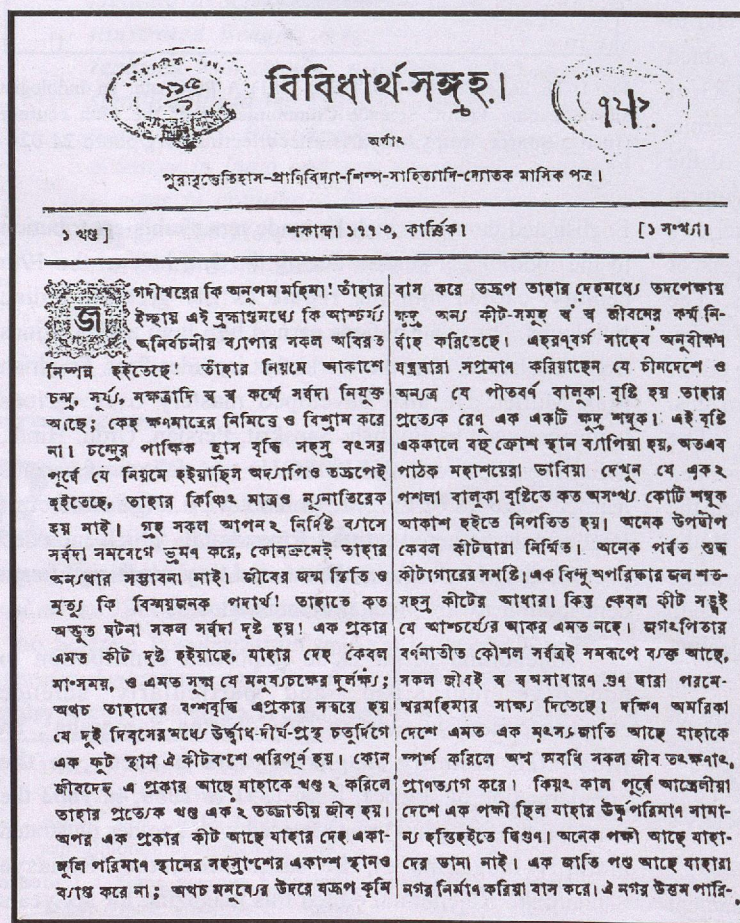 বিবিধার্থ-সঙ্গ্রহ।
৭৫১
অর্থাৎ
পুরাবৃত্তেতিহাস-প্রাণিবিদ্যা-শিল্প-সাহিত্যাদি-দ্যোতক মাসিক পত্র।
১ খণ্ড]
শকাব্দা ১৭৭৩, কার্ত্তিক।
[১ সংখ্যা।
জগদীশ্বরের কি অনুপম মহিমা! তাঁহার
ইচ্ছায় এই বৃহ্মাণ্ডমধ্যে কি আশ্চর্য্য
অনির্বচনীয় ব্যাপার সকল অবিরত
নিষ্পন্ন হইতেছে! তাঁহার নিয়মে আকাশে
চন্দ্র, সূর্য্য, নক্ষত্রাদি স্ব স্ব কর্ম্মে সর্বদা নিযুক্ত
আছে; কেহ ক্ষণমাত্রের নিমিত্তে ও বিশ্রাম করে
না। চন্দ্রের পাক্ষিক হ্রাস বৃদ্ধি সহস্র বৎসর
পূর্বে যে নিয়মে হইয়াছিল অদ্যাপিও তদ্রূপেই
হইতেছে, তাহার কিঞ্চিৎ মাত্রও ন্যূনাতিরেক
হয় নাই। গ্রহ সকল আপন২ নির্দিষ্ট ব্যাসে
সর্বদা সমবেগে ভ্রমণ করে, কোনক্রমেই তাহার
অন্যথার সম্ভাবনা নাই। জীবের জন্ম স্থিতি ও
মৃত্যু কি বিস্ময়জনক পদার্থ! তাহাতে কত
অদ্ভুত ঘটনা সকল সর্বদা দৃষ্ট হয়। এক প্রকার
এমত কীট দৃষ্ট হইয়াছে, যাহার দেহ কেবল
মাংসময়, ও এমত সূক্ষ্ম যে মনুষ্যচক্ষের দুর্লক্ষ্য;
অথচ তাহাদের বংশবৃদ্ধি এপ্রকার সত্বরে হয়
যে দুই দিবসের মধ্যে উর্দ্ধাধ-দীর্ঘ-প্রস্থ চতুর্দিগে
এক ফুট স্থান ঐ কীটবংশে পরিপূর্ণ হয়। কোন
জীবদেহ এ প্রকার আছে যাহাকে খণ্ড ২ করিলে
তাহার প্রত্যেক খণ্ড এক ২ তজ্জাতীয় জীব হয়।
অপর এক প্রকার কীট আছে যাহার দেহ একা-
ঙ্গুলি পরিমাণ স্থানের সহস্রাংশের একাংশ স্থানও
ব্যাপ্ত করে না; অথচ মনুষ্যের উদরে যদ্রূপ কৃমি
বাস করে তদ্রূপ তাহার দেহমধ্যে তদপেক্ষায়
ক্ষুদ্র অন্য কীট-সমূহ স্ব স্ব জীবনের কর্ম্ম নি-
র্বাহ করিতেছে। এহরণ্বর্গ সাহেব অনুবীক্ষণ
যন্ত্রদ্বারা সপ্রমাণ করিয়াছেন যে চীনদেশে ও
অন্যত্র যে পীতবর্ণ বালুকা বৃষ্টি হয় তাহার
প্রত্যেক রেণু এক একটি ক্ষুদ্র শম্বুক। এই বৃষ্টি
এককালে বহু ক্রোশ স্থান ব্যাপিয়া হয়, অতএব
পাঠক মহাশয়েরা ভাবিয়া দেখুন যে এক২
পশলা বালুকা বৃষ্টিতে কত অসংখ্য কোটি শম্বুক
আকাশ হইতে নিপতিত হয়। অনেক উপদ্বীপ
কেবল কীটদ্বারা নির্ম্মিত। অনেক পর্বত শুদ্ধ
কীটাগারের সমষ্টি; এক বিন্দু অপরিষ্কার জল শত-
সহস্র কীটের আধার। কিন্তু কেবল কীট সঙ্ঘই
যে আশ্চর্য্যের আকর এমত নহে। জগৎপিতার
বর্ণনাতীত কৌশল সর্বত্রই সমরূপে ব্যক্ত আছে,
সকল জীবই স্ব স্ব অসাধারণ গুণ দ্বারা পরমে-
শ্বরমহিমার সাক্ষ্য দিতেছে। দক্ষিণ অমরিকা
দেশে এমত এক মৎস্যজাতি আছে যাহাকে
স্পর্শ করিলে অশ্ব অবধি সকল জীব তৎক্ষণাৎ
প্রাণত্যাগ করে। কিয়ৎ কাল পূর্বে আস্ত্রেলীয়া
দেশে এক পক্ষী ছিল যাহার উর্দ্ধ্ব পরিমাণ সামা-
ন্য হস্তিহইতে দ্বিগুণ। অনেক পক্ষী আছে যাহা-
দের ডানা নাই। এক জাতি পশু আছে যাহারা
নগর নির্ম্মাণ করিয়া বাস করে। ঐ নগর উত্তম পারি-